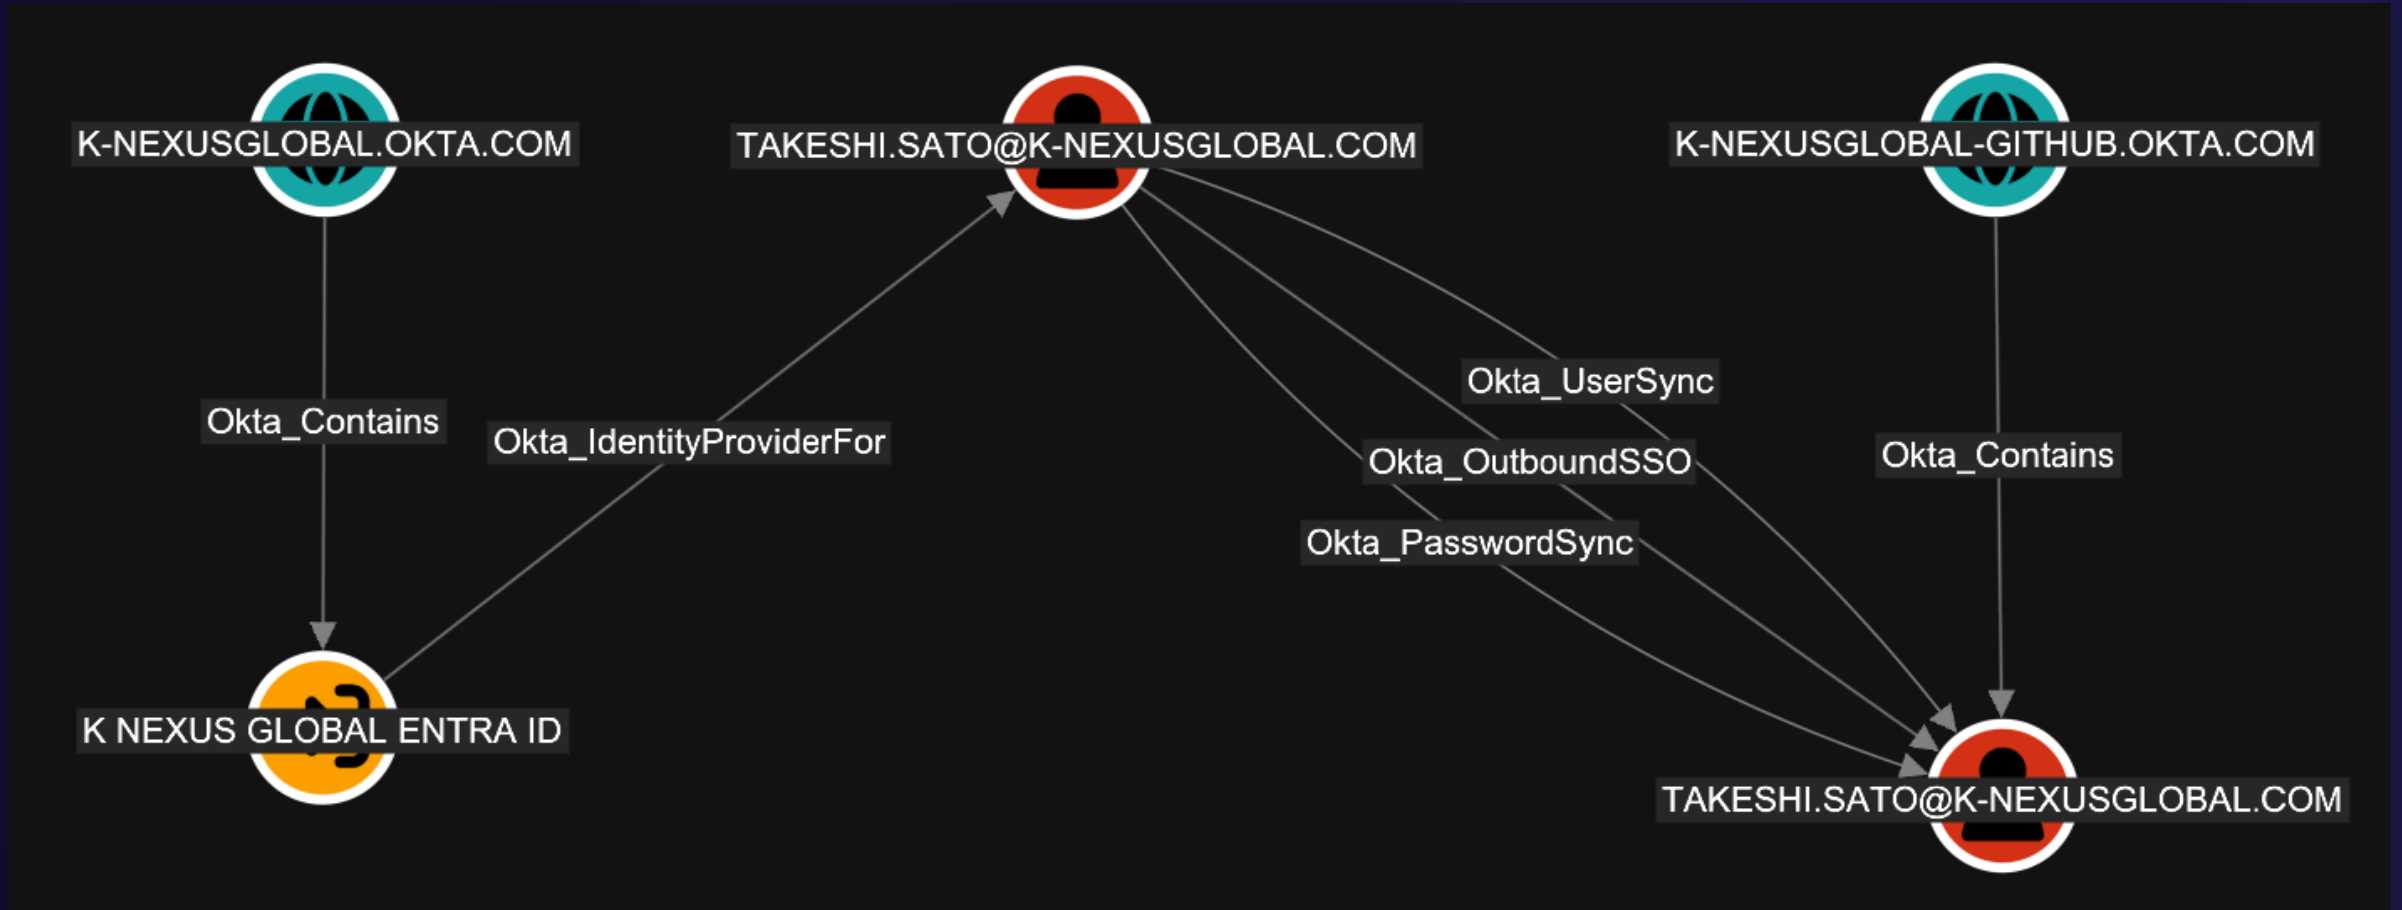 K-NEXUSGLOBAL.OKTA.COM
TAKESHI.SATO@K-NEXUSGLOBAL.COM
K-NEXUSGLOBAL-GITHUB.OKTA.COM
Okta_UserSync
Okta_Contains
Okta_IdentityProviderFor
Okta_OutboundSSO
Okta_Contains
Okta_PasswordSync
K NEXUS GLOBAL ENTRA ID
TAKESHI.SATO@K-NEXUSGLOBAL.COM